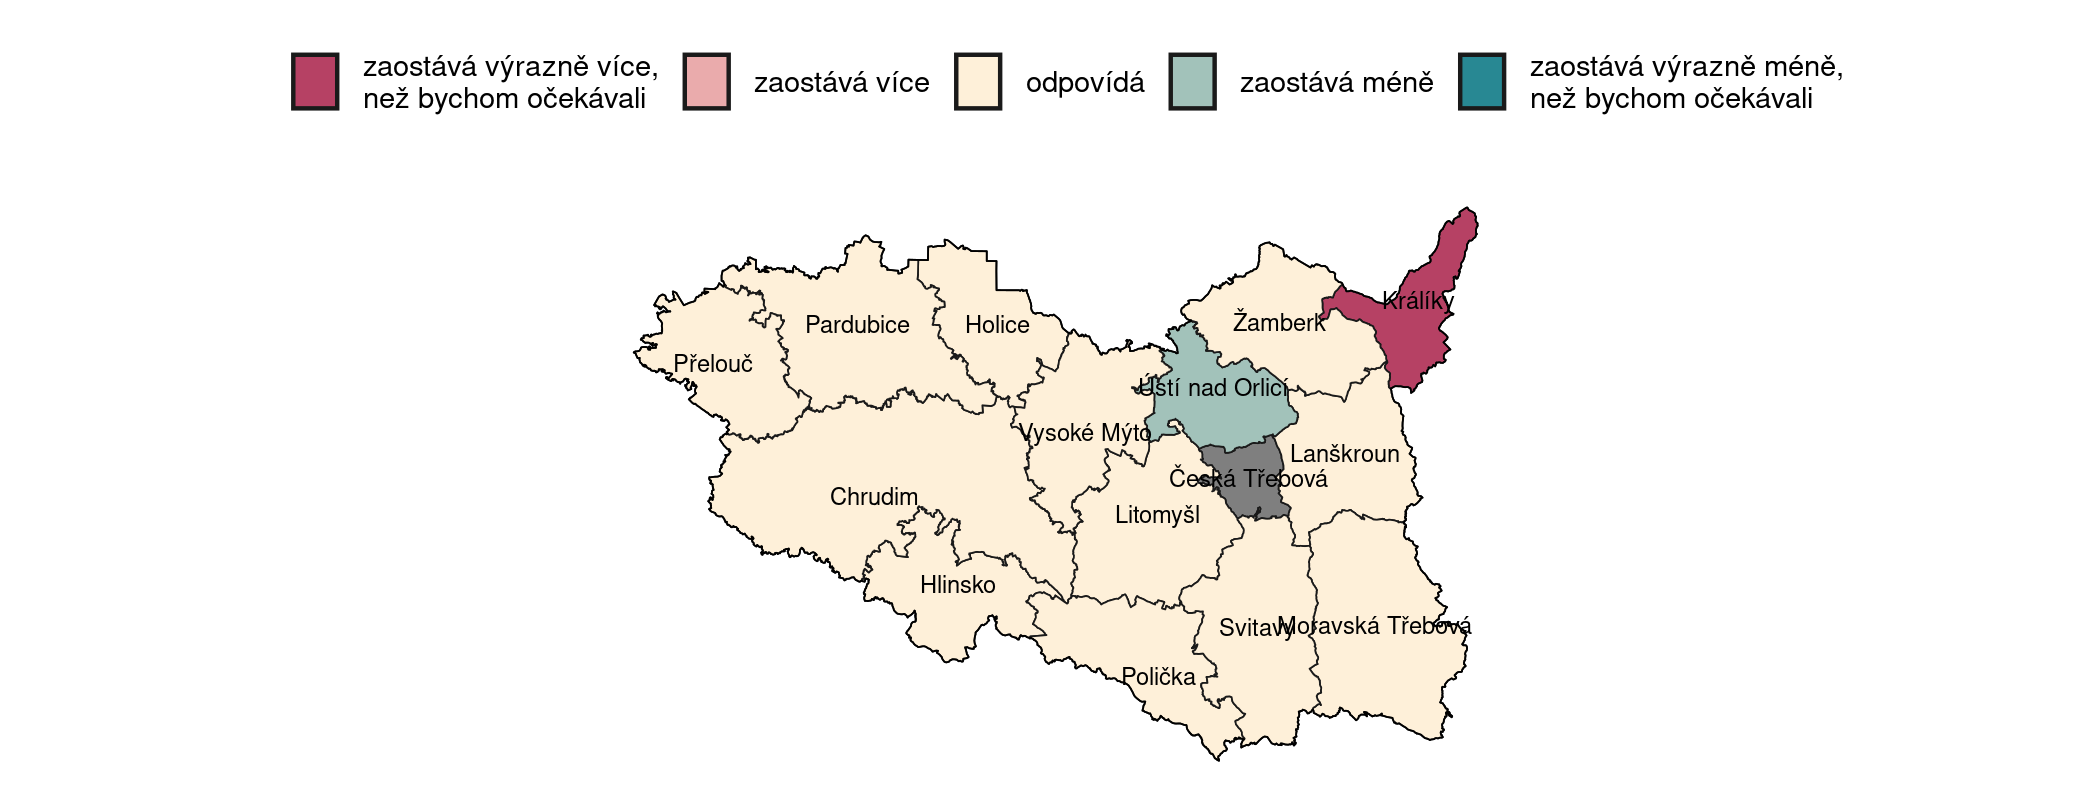 zaostává výrazně více,
než bychom očekávali
zaostává více
odpovídá
zaostává méně
zaostává výrazně méně,
než bychom očekávali
Králíky
Žamberk
Pardubice
Holice
Přelouč
Ústí nad Orlicí
Vysoké Mýto
Lanškroun
Česká Třebová
Chrudim
Litomyšl
Hlinsko
Svitavy
Moravská Třebová
Polička